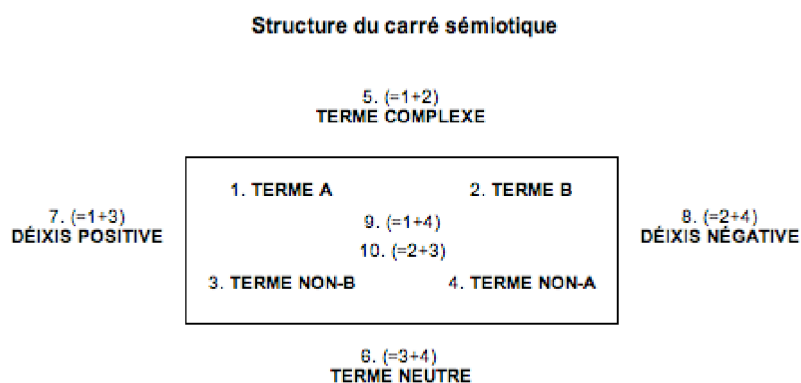 Structure du carré sémiotique
5. (=1+2)
TERME COMPLEXE
1. TERME A
2. TERME B
7. (=1+3)
DÉIXIS POSITIVE
9. (=1+4)
10. (=2+3)
8. (=2+4)
DÉIXIS NÉGATIVE
3. TERME NON-B
4. TERME NON-A
6. (=3+4)
TERME NEUTRE